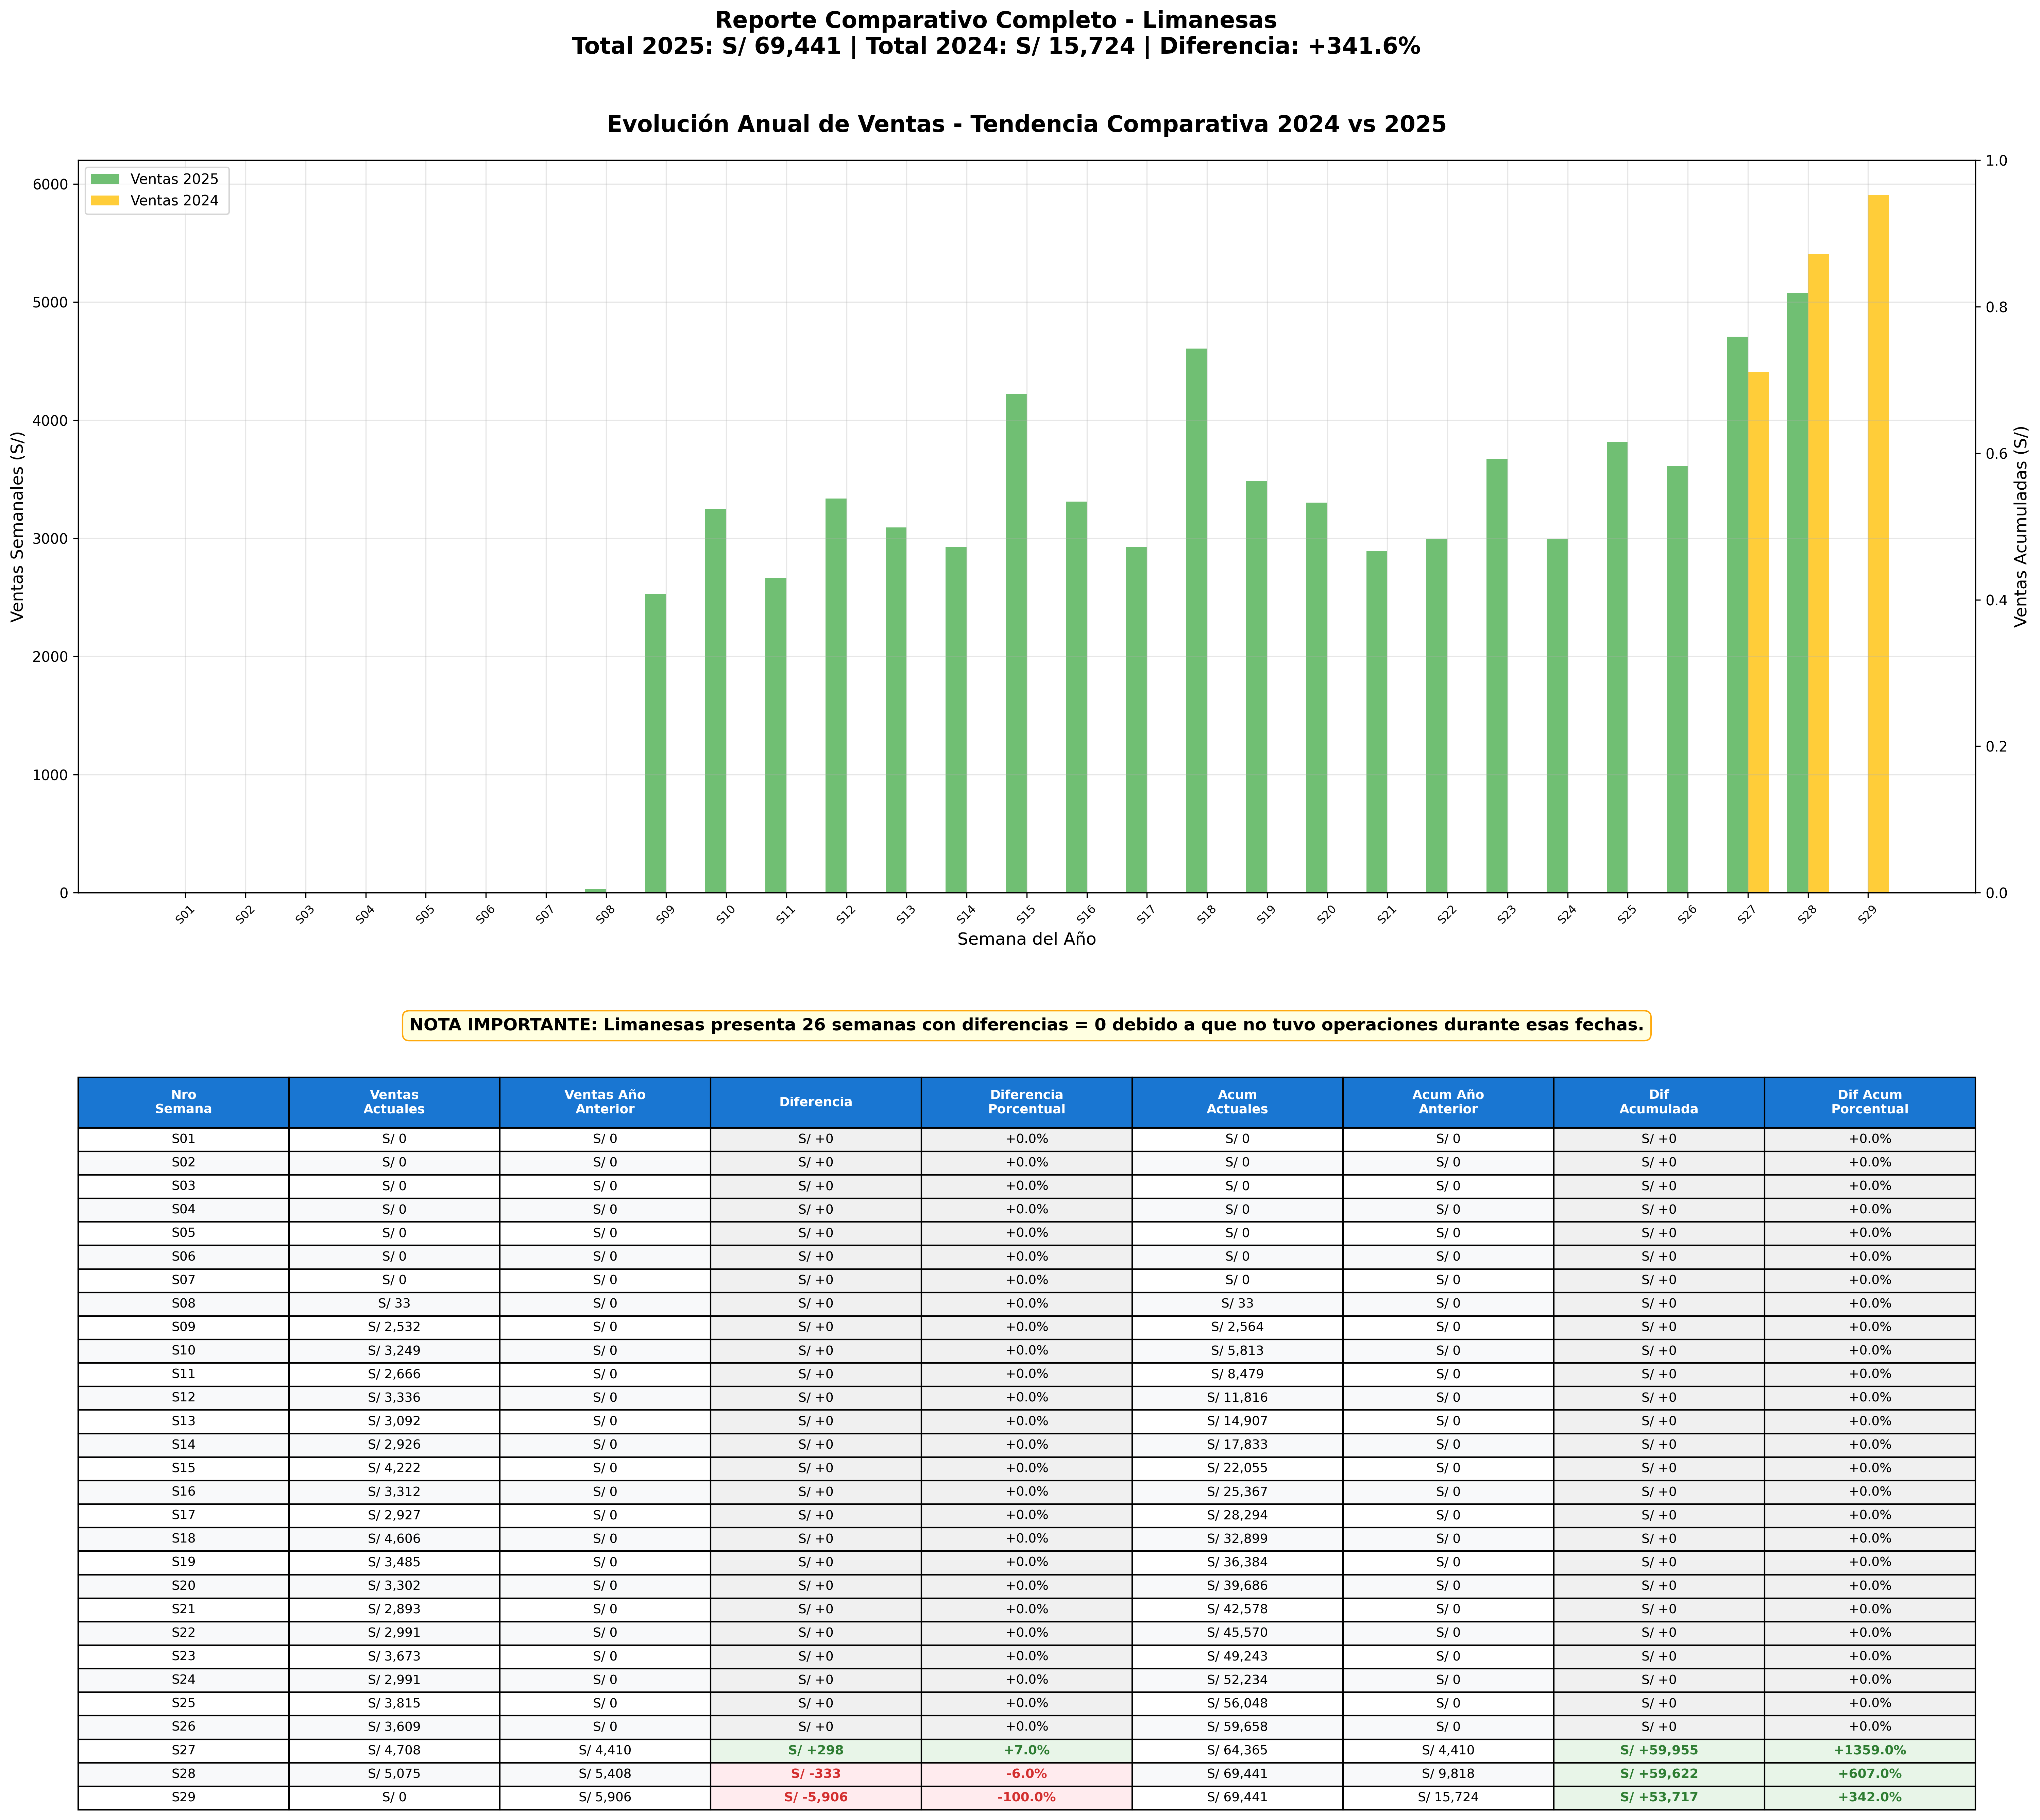 Reporte Comparativo Completo - Limanesas
Total 2025: S/ 69,441 | Total 2024: S/ 15,724 | Diferencia: +341.6%
Evolución Anual de Ventas - Tendencia Comparativa 2024 vs 2025
Ventas 2025
Ventas 2024
Ventas Semanales (S/)
6000
5000
4000
3000
2000
1000
0
1.0
0.8
0.6
0.4
0.2
0.0
Ventas Acumuladas (S/)
S01 S02 S03 S04 S05 S06 S07 S08 S09 S10 S11 S12 S13 S14 S15 S16 S17 S18 S19 S20 S21 S22 S23 S24 S25 S26 S27 S28 S29
Semana del Año
NOTA IMPORTANTE: Limanesas presenta 26 semanas con diferencias = 0 debido a que no tuvo operaciones durante esas fechas.
Nro Semana Ventas Actuales Ventas Año Anterior Diferencia Diferencia Porcentual Acum Actuales Acum Año Anterior Dif Acumulada Dif Acum Porcentual
S01 S/ 0 S/ 0 S/ +0 +0.0% S/ 0 S/ 0 S/ +0 +0.0%
S02 S/ 0 S/ 0 S/ +0 +0.0% S/ 0 S/ 0 S/ +0 +0.0%
S03 S/ 0 S/ 0 S/ +0 +0.0% S/ 0 S/ 0 S/ +0 +0.0%
S04 S/ 0 S/ 0 S/ +0 +0.0% S/ 0 S/ 0 S/ +0 +0.0%
S05 S/ 0 S/ 0 S/ +0 +0.0% S/ 0 S/ 0 S/ +0 +0.0%
S06 S/ 0 S/ 0 S/ +0 +0.0% S/ 0 S/ 0 S/ +0 +0.0%
S07 S/ 0 S/ 0 S/ +0 +0.0% S/ 0 S/ 0 S/ +0 +0.0%
S08 S/ 33 S/ 0 S/ +0 +0.0% S/ 33 S/ 0 S/ +0 +0.0%
S09 S/ 2,532 S/ 0 S/ +0 +0.0% S/ 2,564 S/ 0 S/ +0 +0.0%
S10 S/ 3,249 S/ 0 S/ +0 +0.0% S/ 5,813 S/ 0 S/ +0 +0.0%
S11 S/ 2,666 S/ 0 S/ +0 +0.0% S/ 8,479 S/ 0 S/ +0 +0.0%
S12 S/ 3,336 S/ 0 S/ +0 +0.0% S/ 11,816 S/ 0 S/ +0 +0.0%
S13 S/ 3,092 S/ 0 S/ +0 +0.0% S/ 14,907 S/ 0 S/ +0 +0.0%
S14 S/ 2,926 S/ 0 S/ +0 +0.0% S/ 17,833 S/ 0 S/ +0 +0.0%
S15 S/ 4,222 S/ 0 S/ +0 +0.0% S/ 22,055 S/ 0 S/ +0 +0.0%
S16 S/ 3,312 S/ 0 S/ +0 +0.0% S/ 25,367 S/ 0 S/ +0 +0.0%
S17 S/ 2,927 S/ 0 S/ +0 +0.0% S/ 28,294 S/ 0 S/ +0 +0.0%
S18 S/ 4,606 S/ 0 S/ +0 +0.0% S/ 32,899 S/ 0 S/ +0 +0.0%
S19 S/ 3,485 S/ 0 S/ +0 +0.0% S/ 36,384 S/ 0 S/ +0 +0.0%
S20 S/ 3,302 S/ 0 S/ +0 +0.0% S/ 39,686 S/ 0 S/ +0 +0.0%
S21 S/ 2,893 S/ 0 S/ +0 +0.0% S/ 42,578 S/ 0 S/ +0 +0.0%
S22 S/ 2,991 S/ 0 S/ +0 +0.0% S/ 45,570 S/ 0 S/ +0 +0.0%
S23 S/ 3,673 S/ 0 S/ +0 +0.0% S/ 49,243 S/ 0 S/ +0 +0.0%
S24 S/ 2,991 S/ 0 S/ +0 +0.0% S/ 52,234 S/ 0 S/ +0 +0.0%
S25 S/ 3,815 S/ 0 S/ +0 +0.0% S/ 56,048 S/ 0 S/ +0 +0.0%
S26 S/ 3,609 S/ 0 S/ +0 +0.0% S/ 59,658 S/ 0 S/ +0 +0.0%
S27 S/ 4,708 S/ 4,410 S/ +298 +7.0% S/ 64,365 S/ 4,410 S/ +59,955 +1359.0%
S28 S/ 5,075 S/ 5,408 S/ -333 -6.0% S/ 69,441 S/ 9,818 S/ +59,622 +607.0%
S29 S/ 0 S/ 5,906 S/ -5,906 -100.0% S/ 69,441 S/ 15,724 S/ +53,717 +342.0%